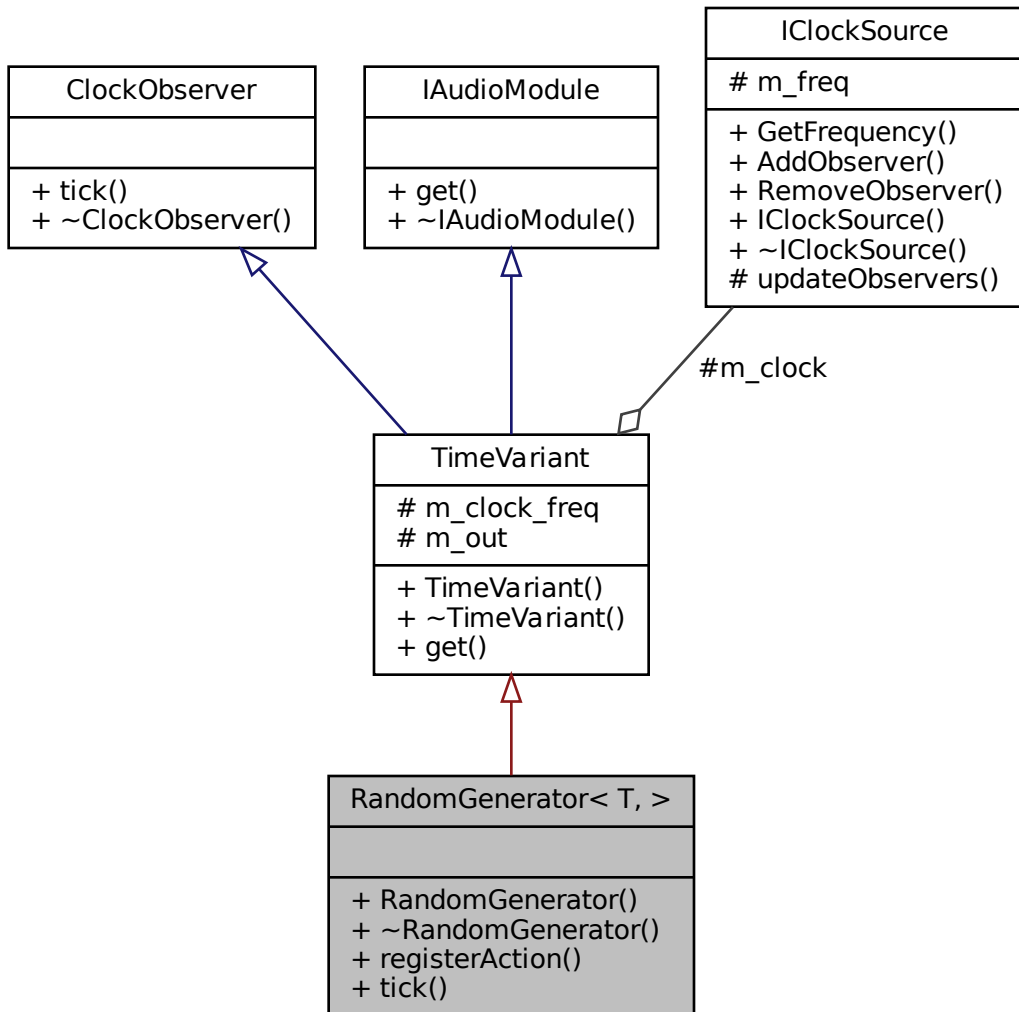 IClockSource
# m_freq
+ GetFrequency()
+ AddObserver()
+ RemoveObserver()
+ IClockSource()
+ ~IClockSource()
# updateObservers()
ClockObserver
+ tick()
+ ~ClockObserver()
IAudioModule
+ get()
+ ~IAudioModule()
#m_clock
TimeVariant
# m_clock_freq
# m_out
+ TimeVariant()
+ ~TimeVariant()
+ get()
RandomGenerator< T, >
+ RandomGenerator()
+ ~RandomGenerator()
+ registerAction()
+ tick()